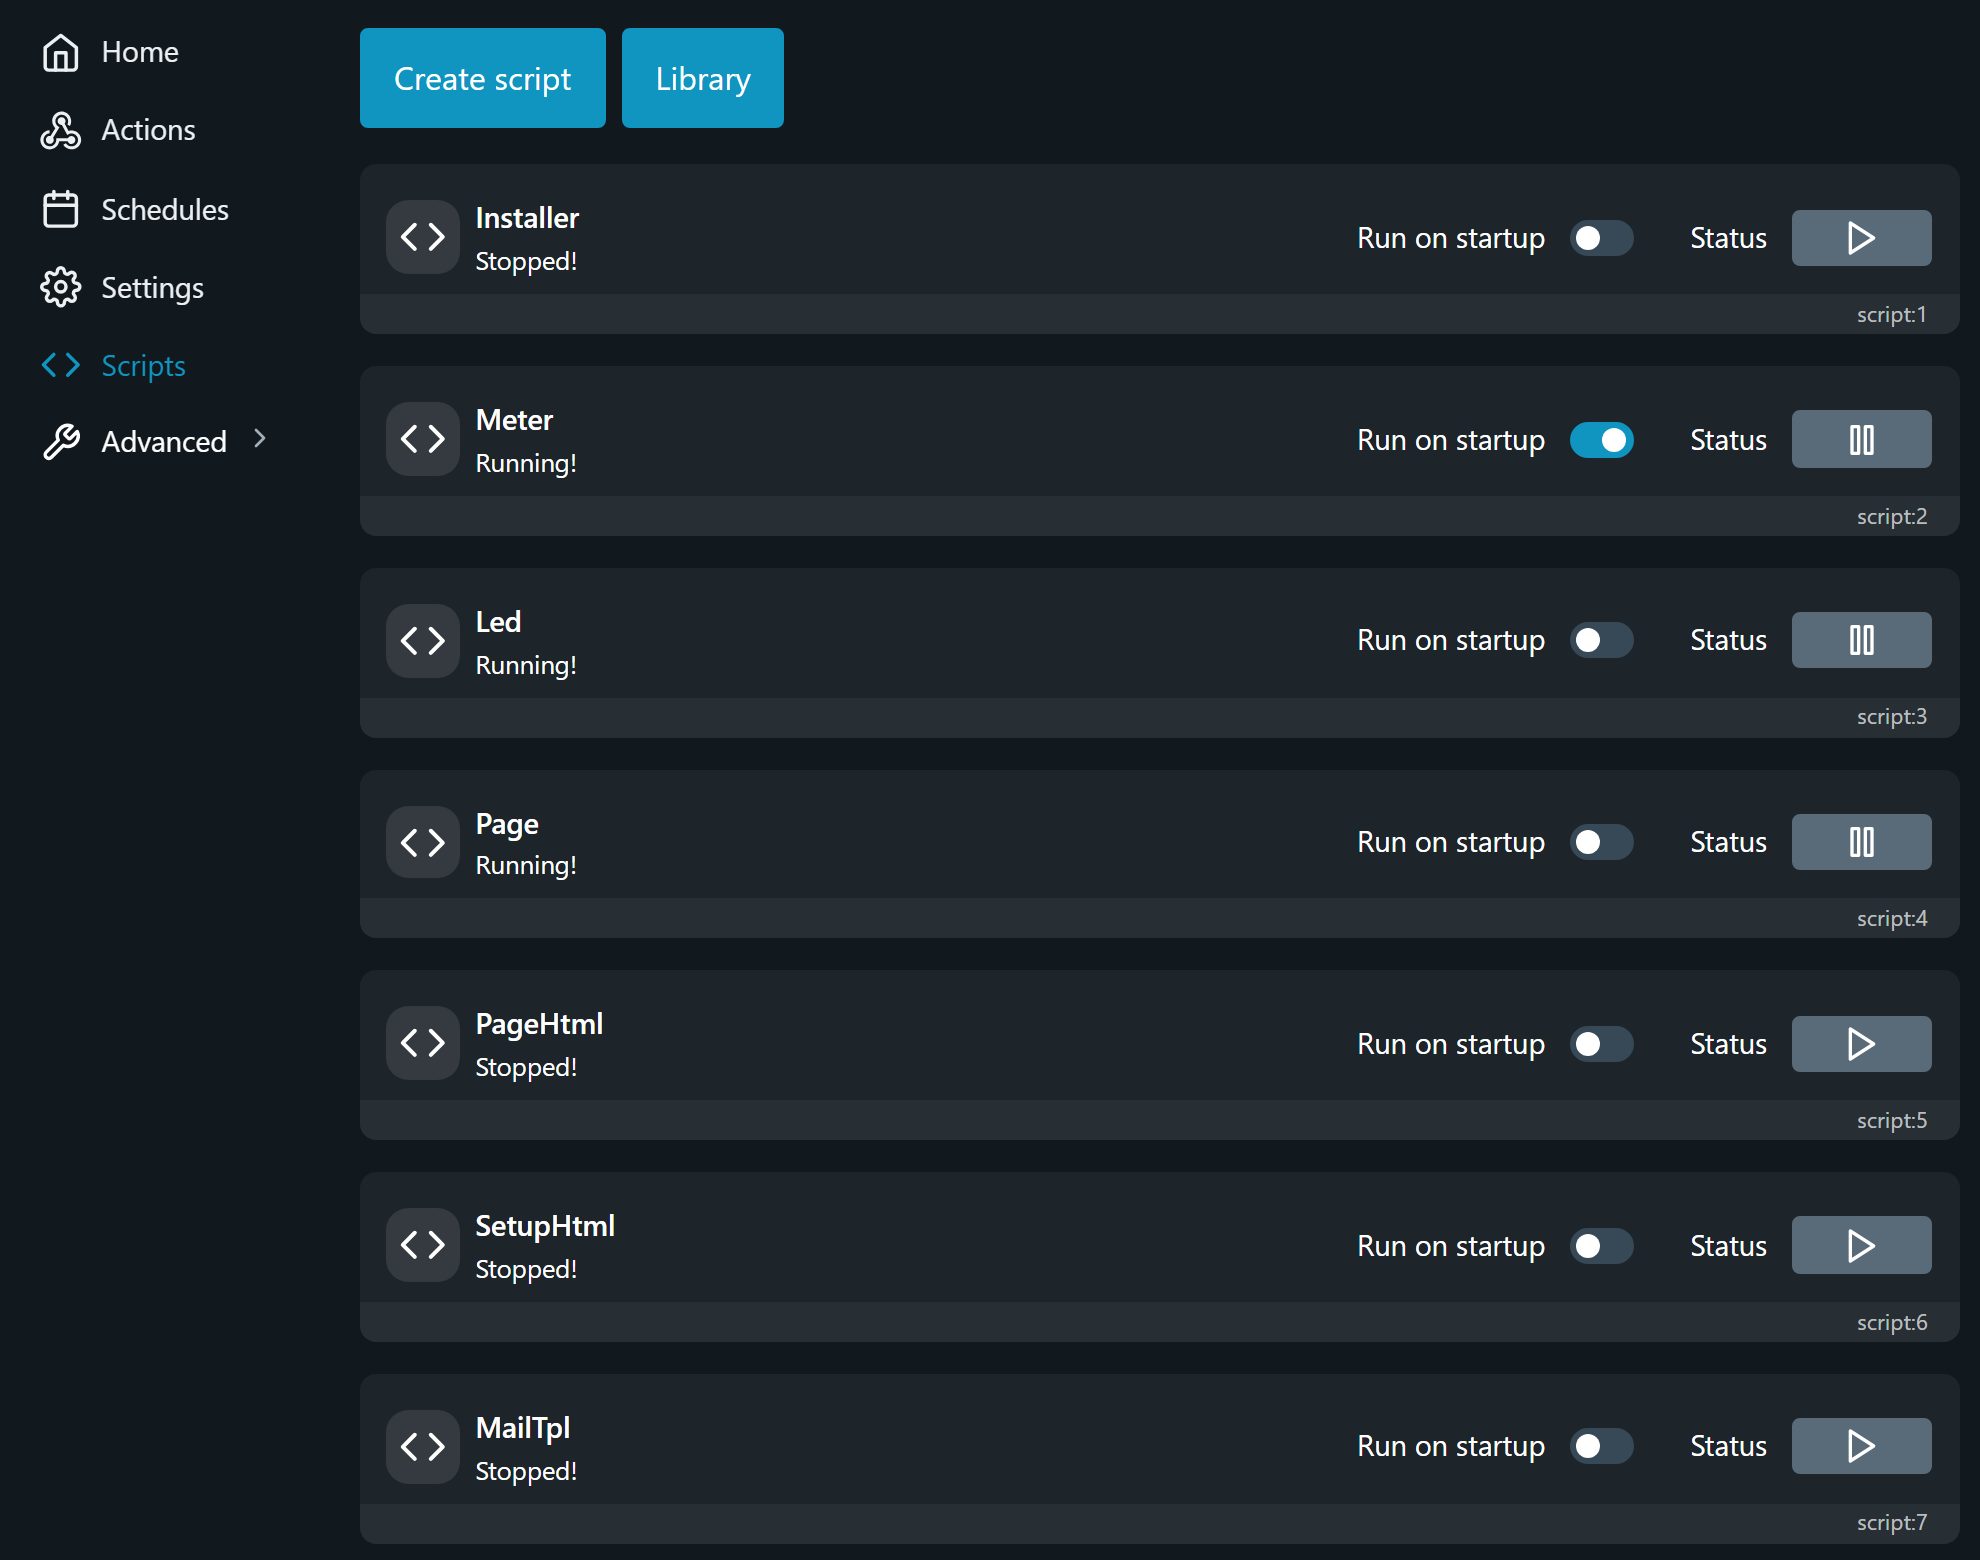 Home
Actions
Schedules
Settings
Scripts
Advanced
Create script
Library
Installer
Stopped!
Run on startup
Status
script:1
Meter
Running!
Run on startup
Status
script:2
Led
Running!
Run on startup
Status
script:3
Page
Running!
Run on startup
Status
script:4
PageHtml
Stopped!
Run on startup
Status
script:5
SetupHtml
Stopped!
Run on startup
Status
script:6
MailTpl
Stopped!
Run on startup
Status
script:7